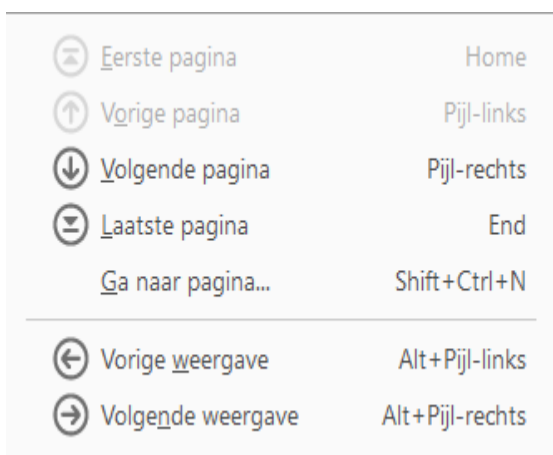 Eerste pagina Home
Vorige pagina Pijl-links
Volgende pagina Pijl-rechts
Laatste pagina End
Ga naar pagina... Shift+Ctrl+N
Vorige weergave Alt+Pijl-links
Volgende weergave Alt+Pijl-rechts